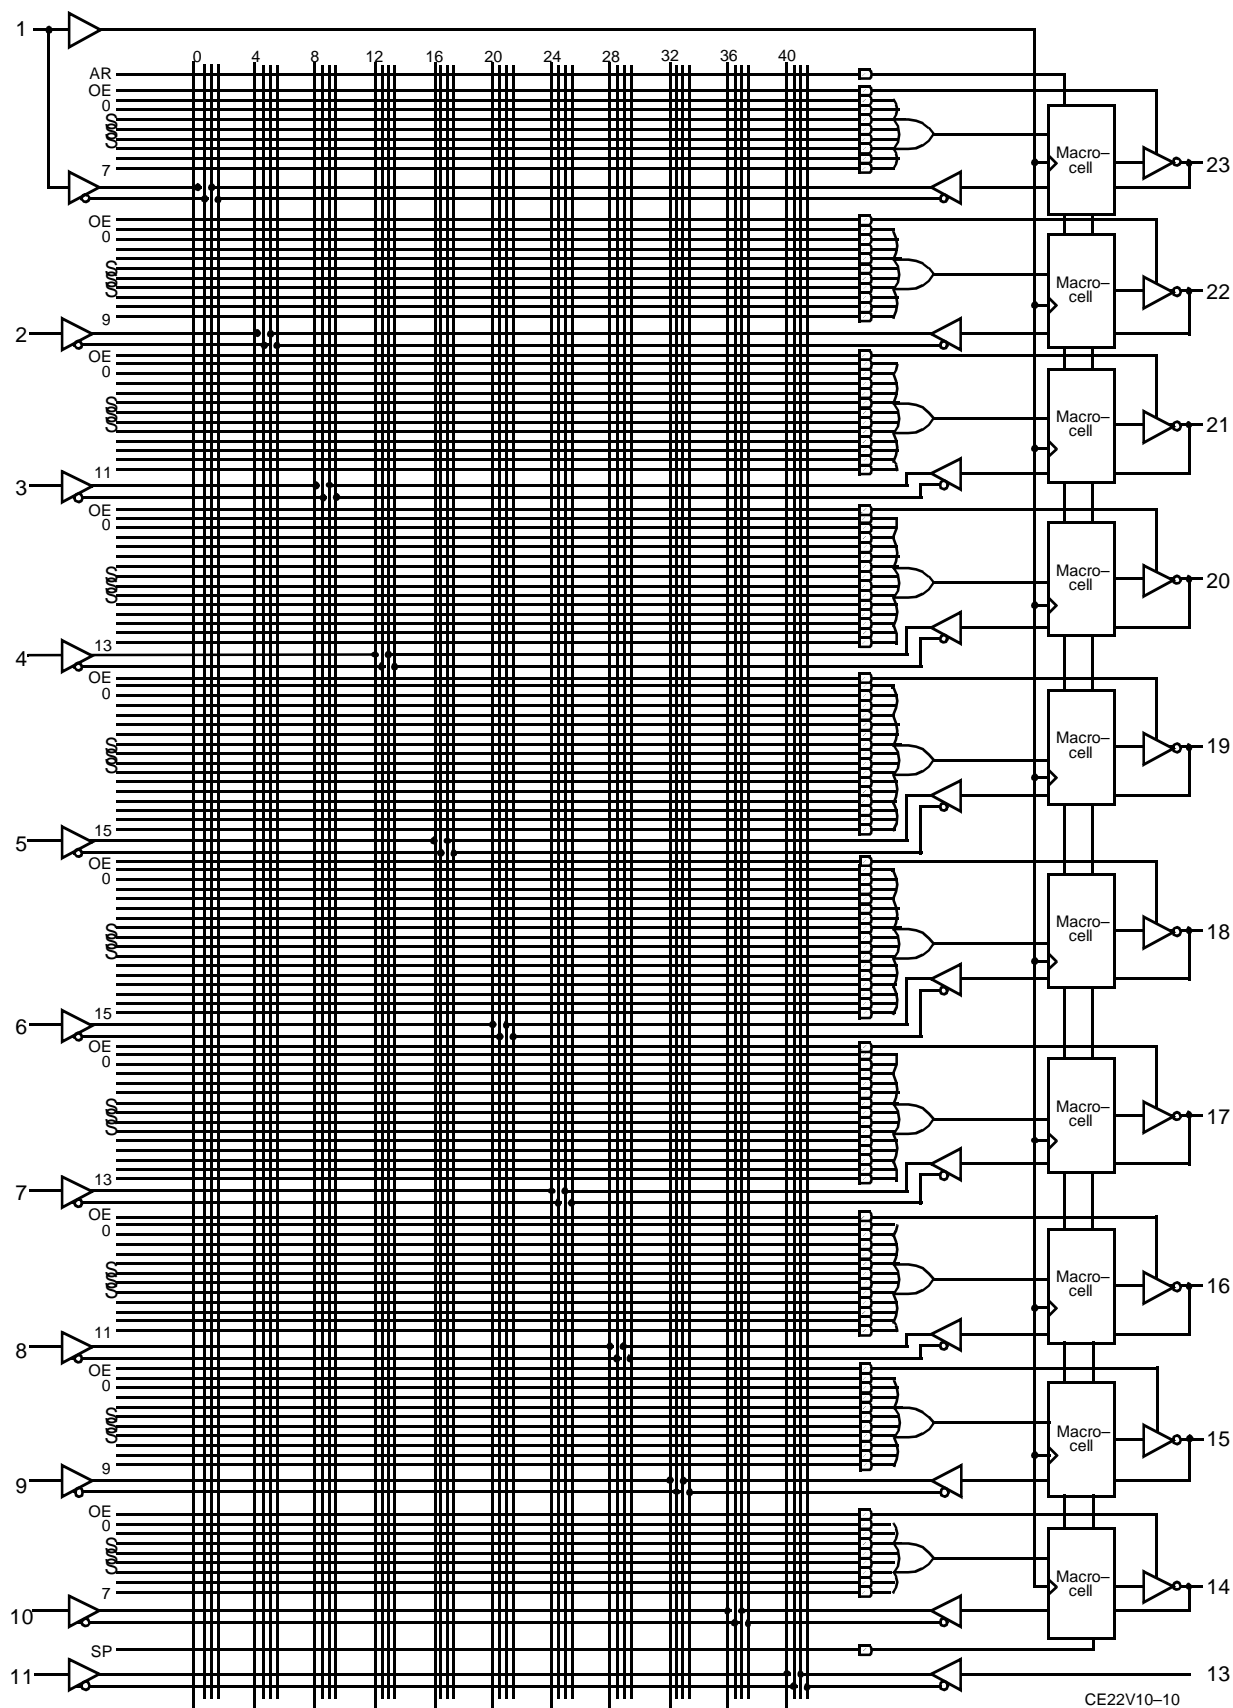 1
0 4 8 12 16 20 24 28 32 36 40
AR
OE
0
S
S
S
7
Macro–
cell
23
OE
0
S
S
S
9
Macro–
cell
22
2
OE
0
S
S
S
11
Macro–
cell
21
3
OE
0
S
S
S
13
Macro–
cell
20
4
OE
0
S
S
S
15
Macro–
cell
19
5
OE
0
S
S
S
15
Macro–
cell
18
6
OE
0
S
S
S
13
Macro–
cell
17
7
OE
0
S
S
S
11
Macro–
cell
16
8
OE
0
S
S
S
9
Macro–
cell
15
9
OE
0
S
S
S
7
Macro–
cell
14
10
SP
11
13
CE22V10–10